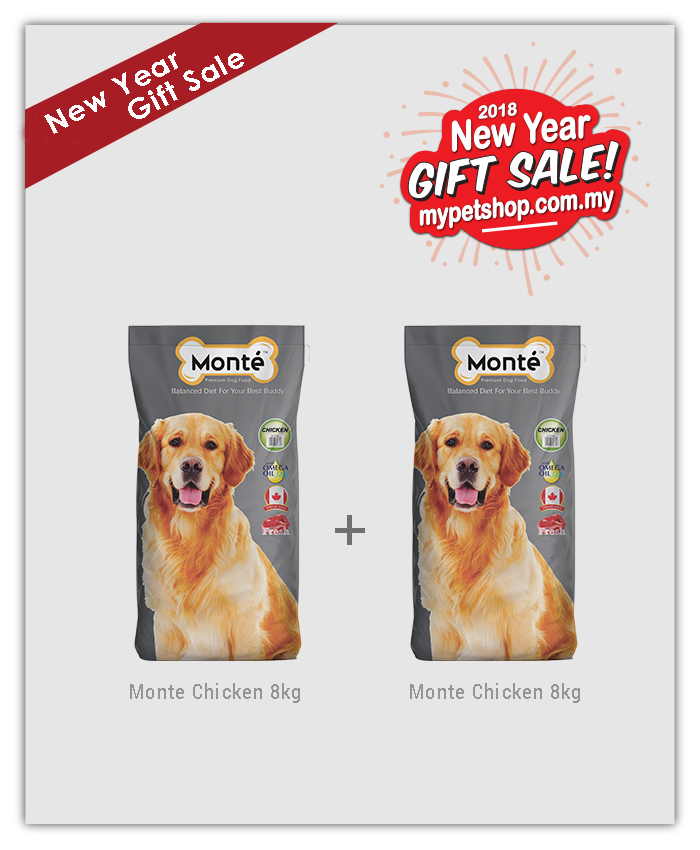 New Year
Gift Sale
2018
New Year
GIFT SALE!
mypetshop.com.my
Monté
Premium Dog Food
Balanced Diet For Your Best Buddy
CHICKEN
OMEGA
OIL
Fresh
Monté
Premium Dog Food
Balanced Diet For Your Best Buddy
CHICKEN
OMEGA
OIL
Fresh
+
Monte Chicken 8kg
Monte Chicken 8kg